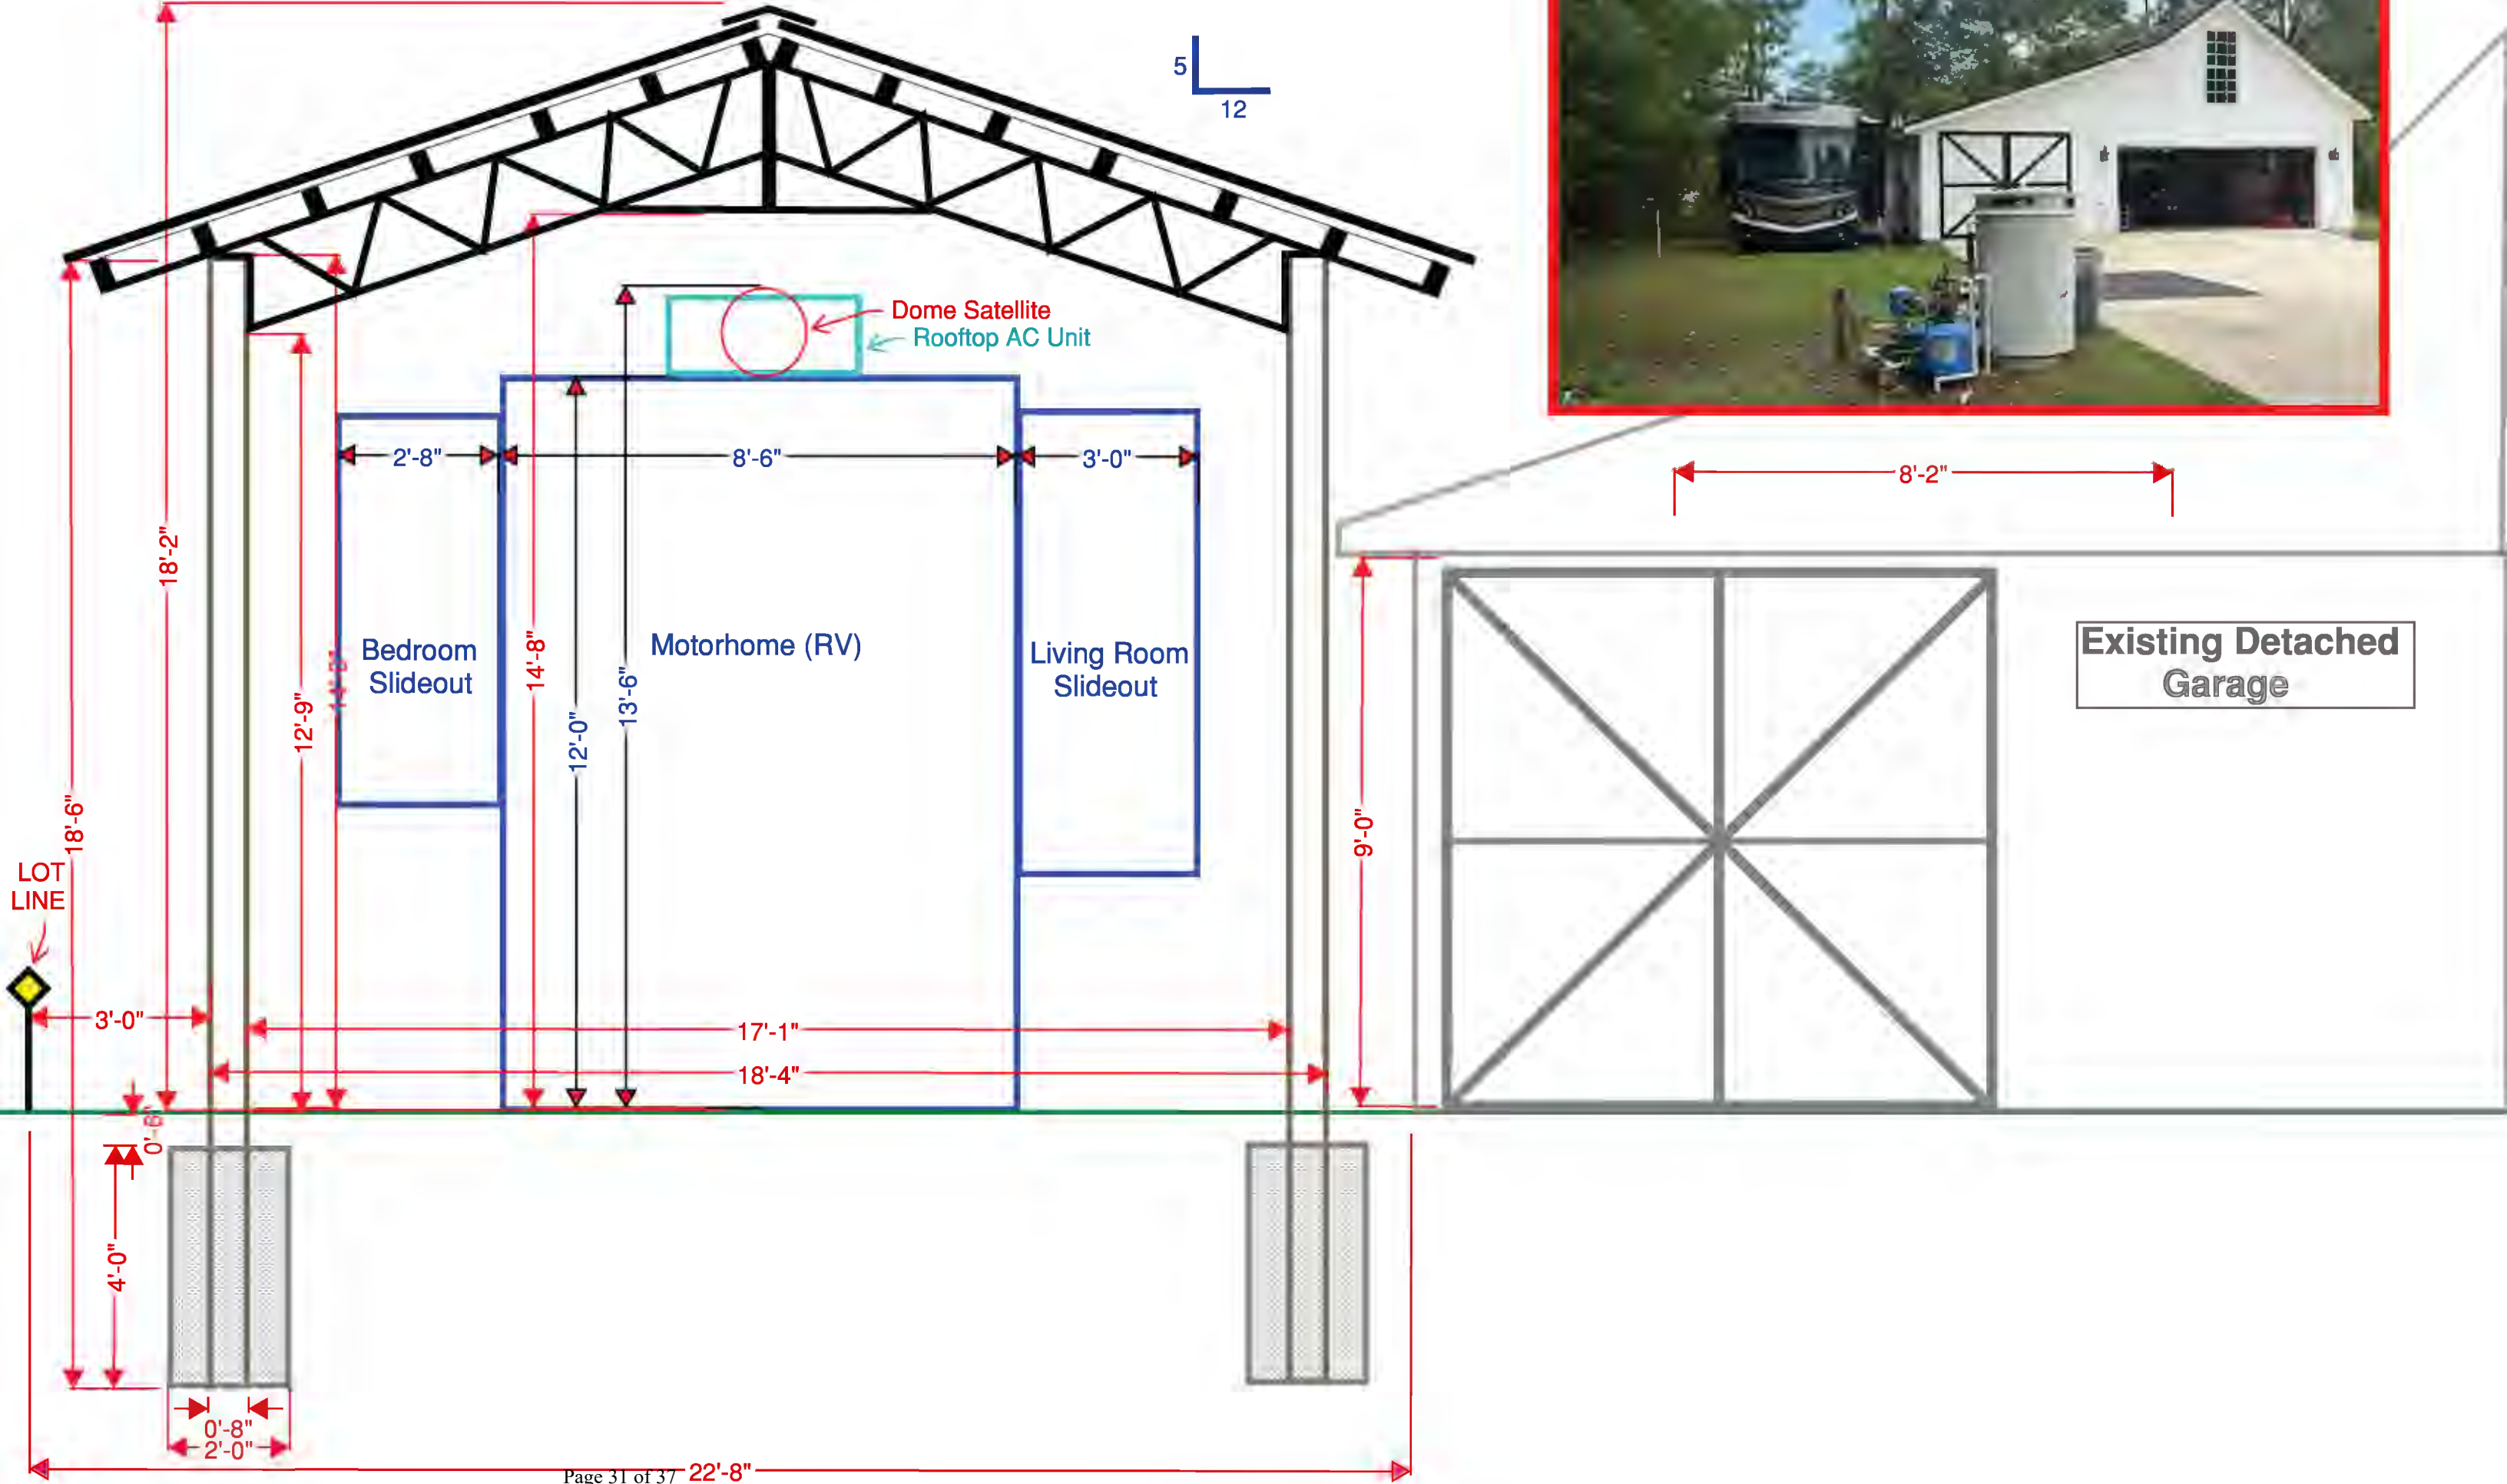 5
12
Dome Satellite
Rooftop AC Unit
2'-8"
8'-6"
3'-0"
8'-2"
18'-2"
Bedroom
Slideout
Motorhome (RV)
Living Room
Slideout
14'-8"
13'-6"
12'-9"
12'-0"
Existing Detached
Garage
18'-6"
9'-0"
LOT
LINE
3'-0"
17'-1"
18'-4"
0'-6"
4'-0"
0'-8"
2'-0"
Page 31 of 37
22'-8"